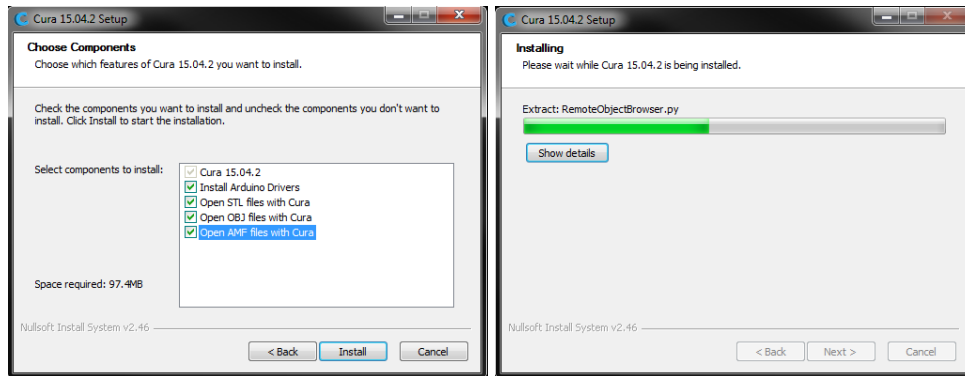 Cura 15.04.2 Setup
Choose Components
Choose which features of Cura 15.04.2 you want to install.
Check the components you want to install and uncheck the components you don't want to
install. Click Install to start the installation.
Select components to install:
Cura 15.04.2
Install Arduino Drivers
Open STL files with Cura
Open OBJ files with Cura
Open AMF files with Cura
Space required: 97.4MB
Nullsoft Install System v2.46
< Back
Install
Cancel
Cura 15.04.2 Setup
Installing
Please wait while Cura 15.04.2 is being installed.
Extract: RemoteObjectBrowser.py
Show details
Nullsoft Install System v2.46
< Back
Next >
Cancel